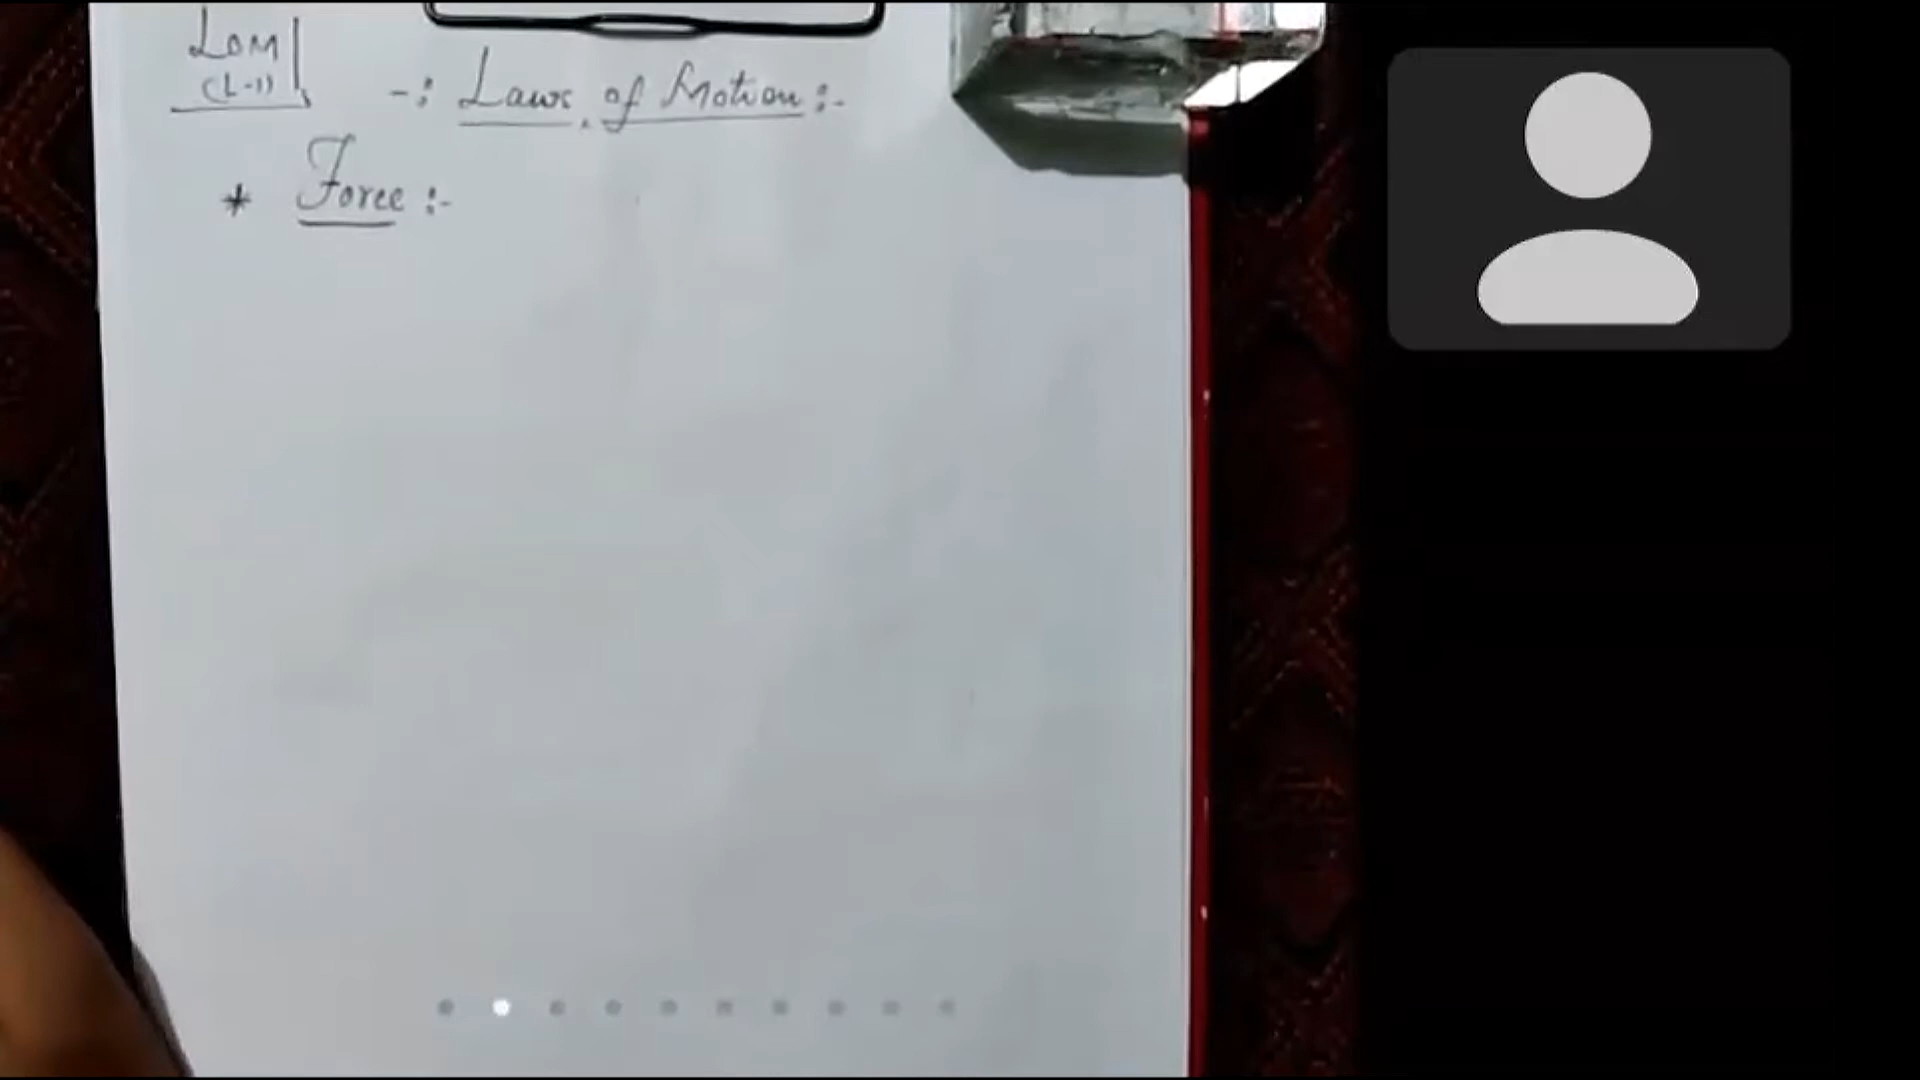 LOM
(L-1)
-: Laws of Motion :-
* Force :-